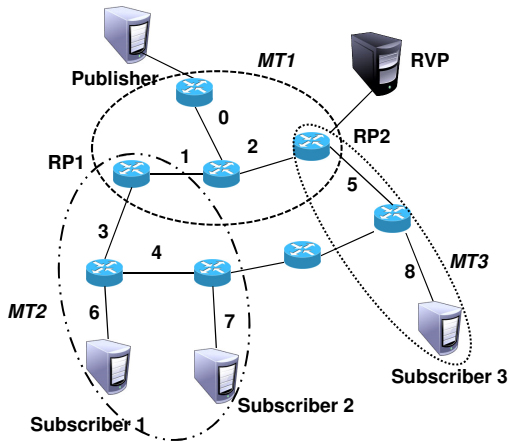 MT1
RVP
Publisher
0
2
RP2
RP1
1
5
3
4
8
MT3
MT2
6
7
Subscriber 3
Subscriber 2
Subscriber 1